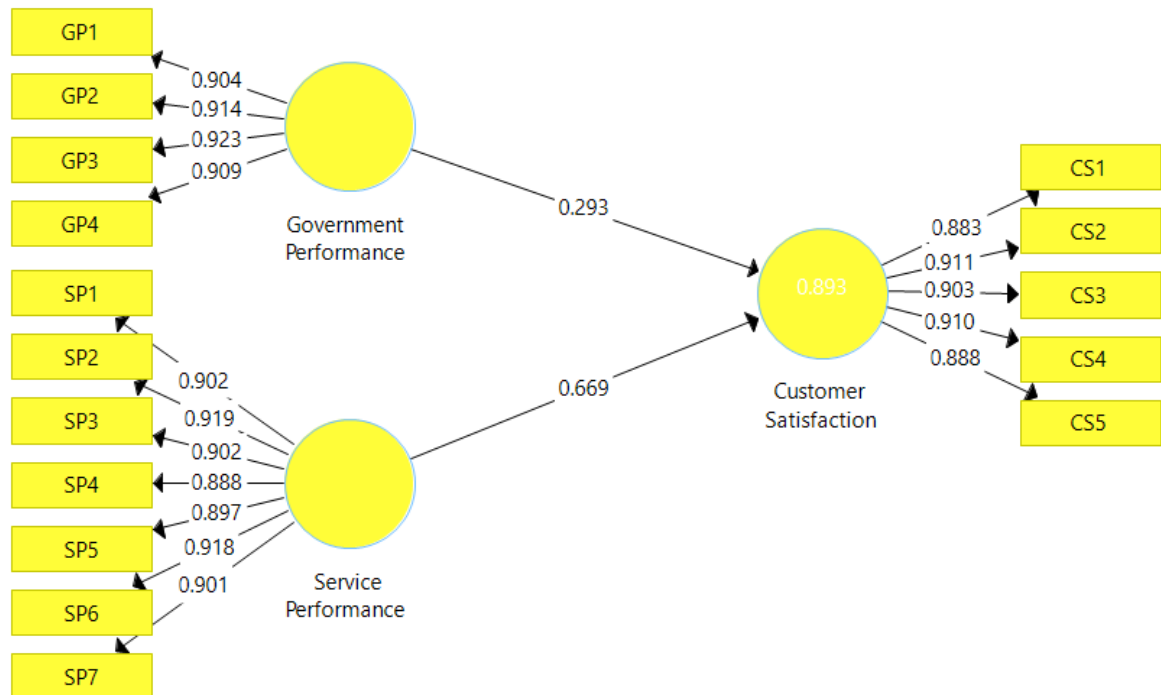 GP1
GP2
GP3
GP4
0.904
0.914
0.923
0.909
Government
Performance
0.293
SP1
SP2
SP3
SP4
SP5
SP6
SP7
0.902
0.919
0.902
0.888
0.897
0.918
0.901
Service
Performance
0.669
0.893
Customer
Satisfaction
0.883
0.911
0.903
0.910
0.888
CS1
CS2
CS3
CS4
CS5